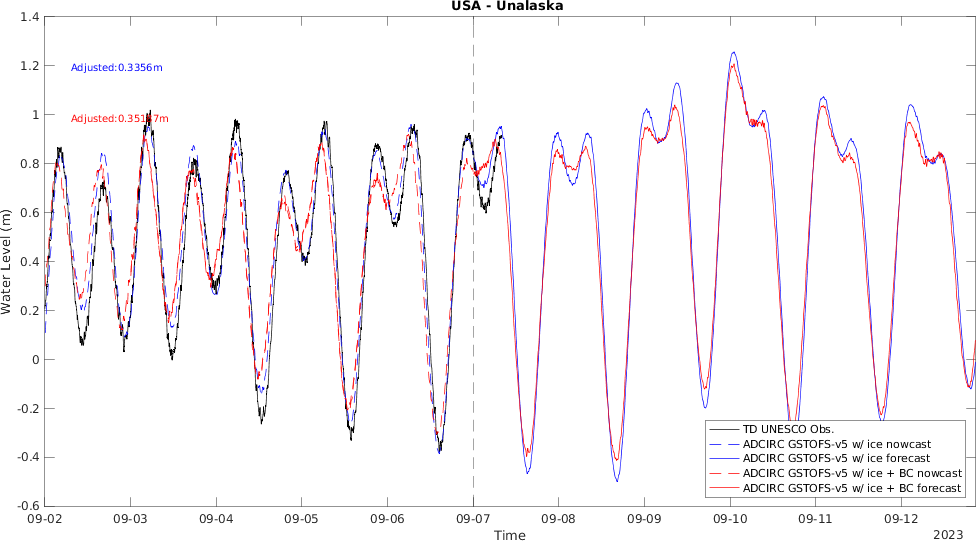 USA - Unalaska
1.4
1.2
1
0.8
0.6
0.4
0.2
0
-0.2
-0.4
-0.6
Water Level (m)
Adjusted:0.3356m
TD UNESCO Obs.
ADCIRC GSTOFS-v5 w/ ice nowcast
ADCIRC GSTOFS-v5 w/ ice forecast
ADCIRC GSTOFS-v5 w/ ice + BC nowcast
ADCIRC GSTOFS-v5 w/ ice + BC forecast
09-02 09-03 09-04 09-05 09-06 09-07 09-08 09-09 09-10 09-11 09-12
Time
2023